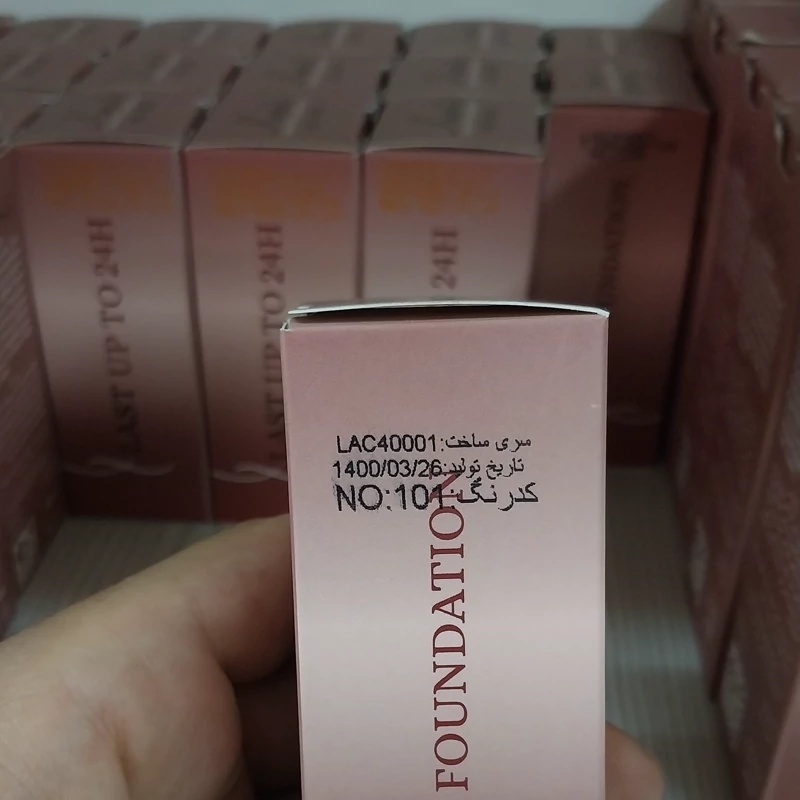 LAST UP TO 24H
LAST UP TO 24H
24H
سری ساخت:LAC40001
تاریخ تولید:1400/03/26
کدرنگ:NO:101
FOUNDATION